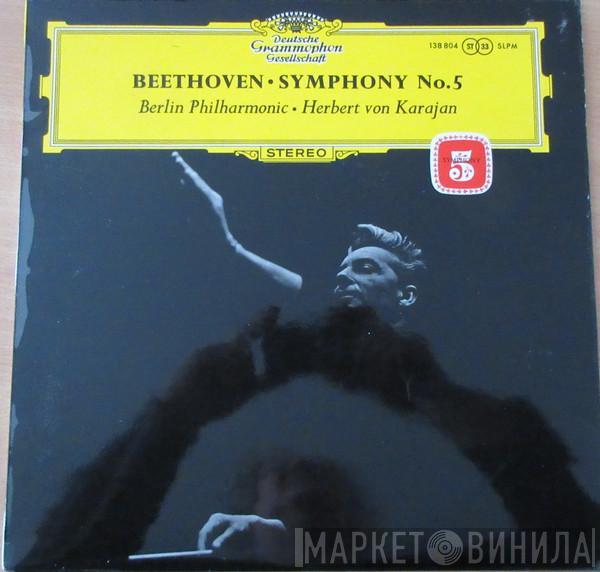 Deutsche
Grammophon
Gesellschaft
138 804 ST 33 SLPM
BEETHOVEN • SYMPHONY No. 5
Berlin Philharmonic • Herbert von Karajan
STEREO
SYMPHONY
5
МАРКЕТ ВИНИЛА